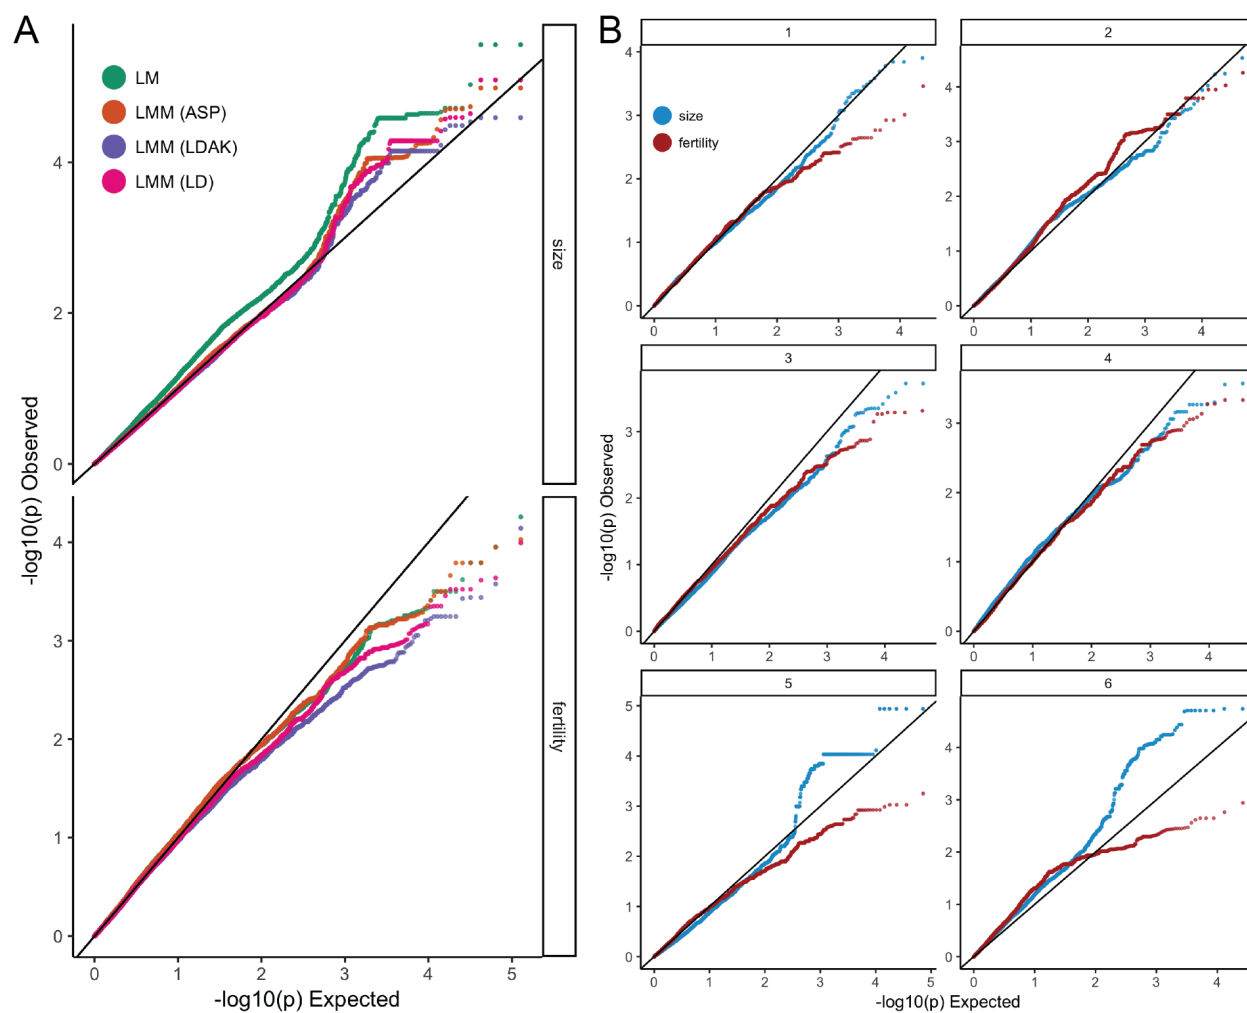 A
LM
LMM (ASP)
LMM (LDAK)
LMM (LD)
4
2
0
size
4
3
2
1
0
fertility
0 1 2 3 4 5
-log10(p) Observed
-log10(p) Expected
B
1
size
fertility
4
3
2
1
0
0 1 2 3 4
2
4
3
2
1
0
0 1 2 3 4
3
3
2
1
0
0 1 2 3 4
4
3
2
1
0
0 1 2 3 4
5
5
4
3
2
1
0
0 1 2 3 4 5
6
4
3
2
1
0
0 1 2 3 4
-log10(p) Observed
-log10(p) Expected